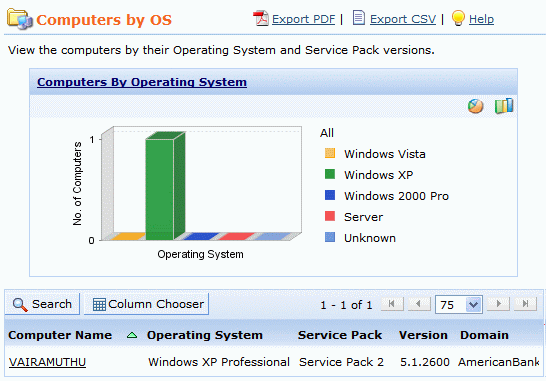 Computers by OS
Export PDF | Export CSV | Help
View the computers by their Operating System and Service Pack versions.
Computers By Operating System
No. of Computers
1
0
Operating System
All
Windows Vista
Windows XP
Windows 2000 Pro
Server
Unknown
Search
Column Chooser
1 - 1 of 1
75
Computer Name Operating System Service Pack Version Domain
VAIRAMUTHU Windows XP Professional Service Pack 2 5.1.2600 AmericanBank